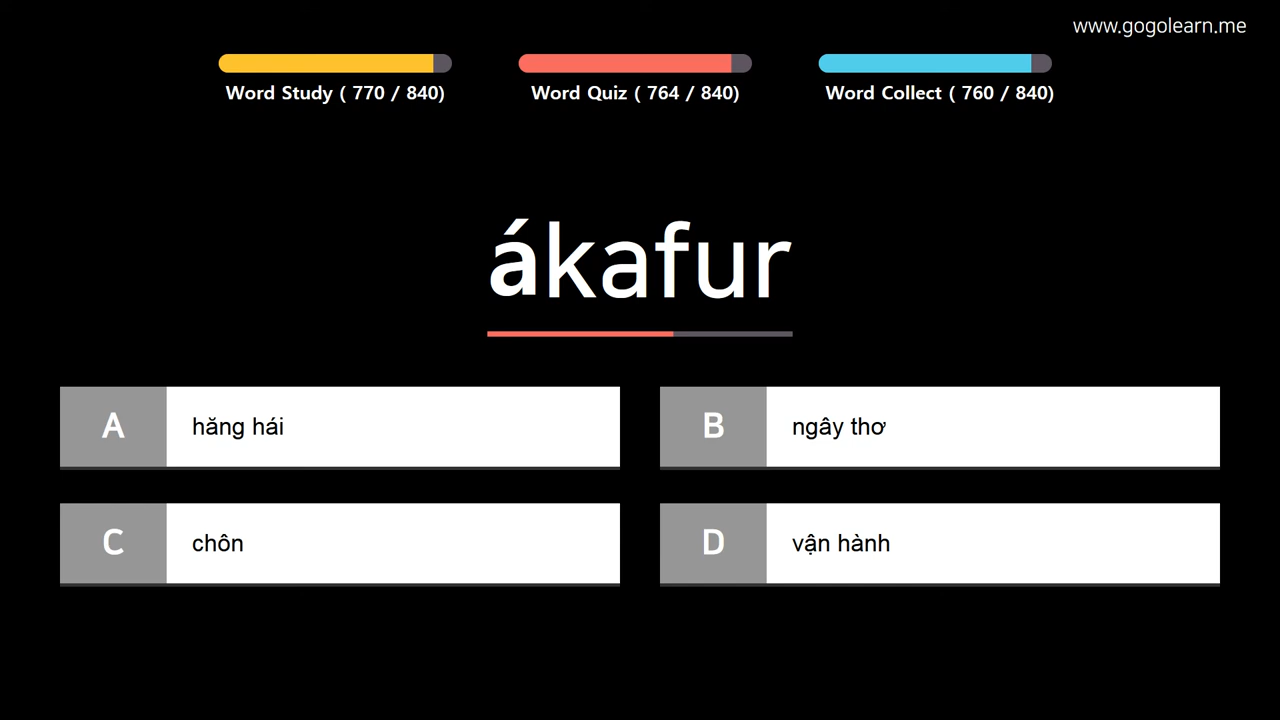 www.gogolearn.me
Word Study ( 770 / 840)
Word Quiz ( 764 / 840)
Word Collect ( 760 / 840)
ákafur
A hăng hái
B ngây thơ
C chôn
D vận hành